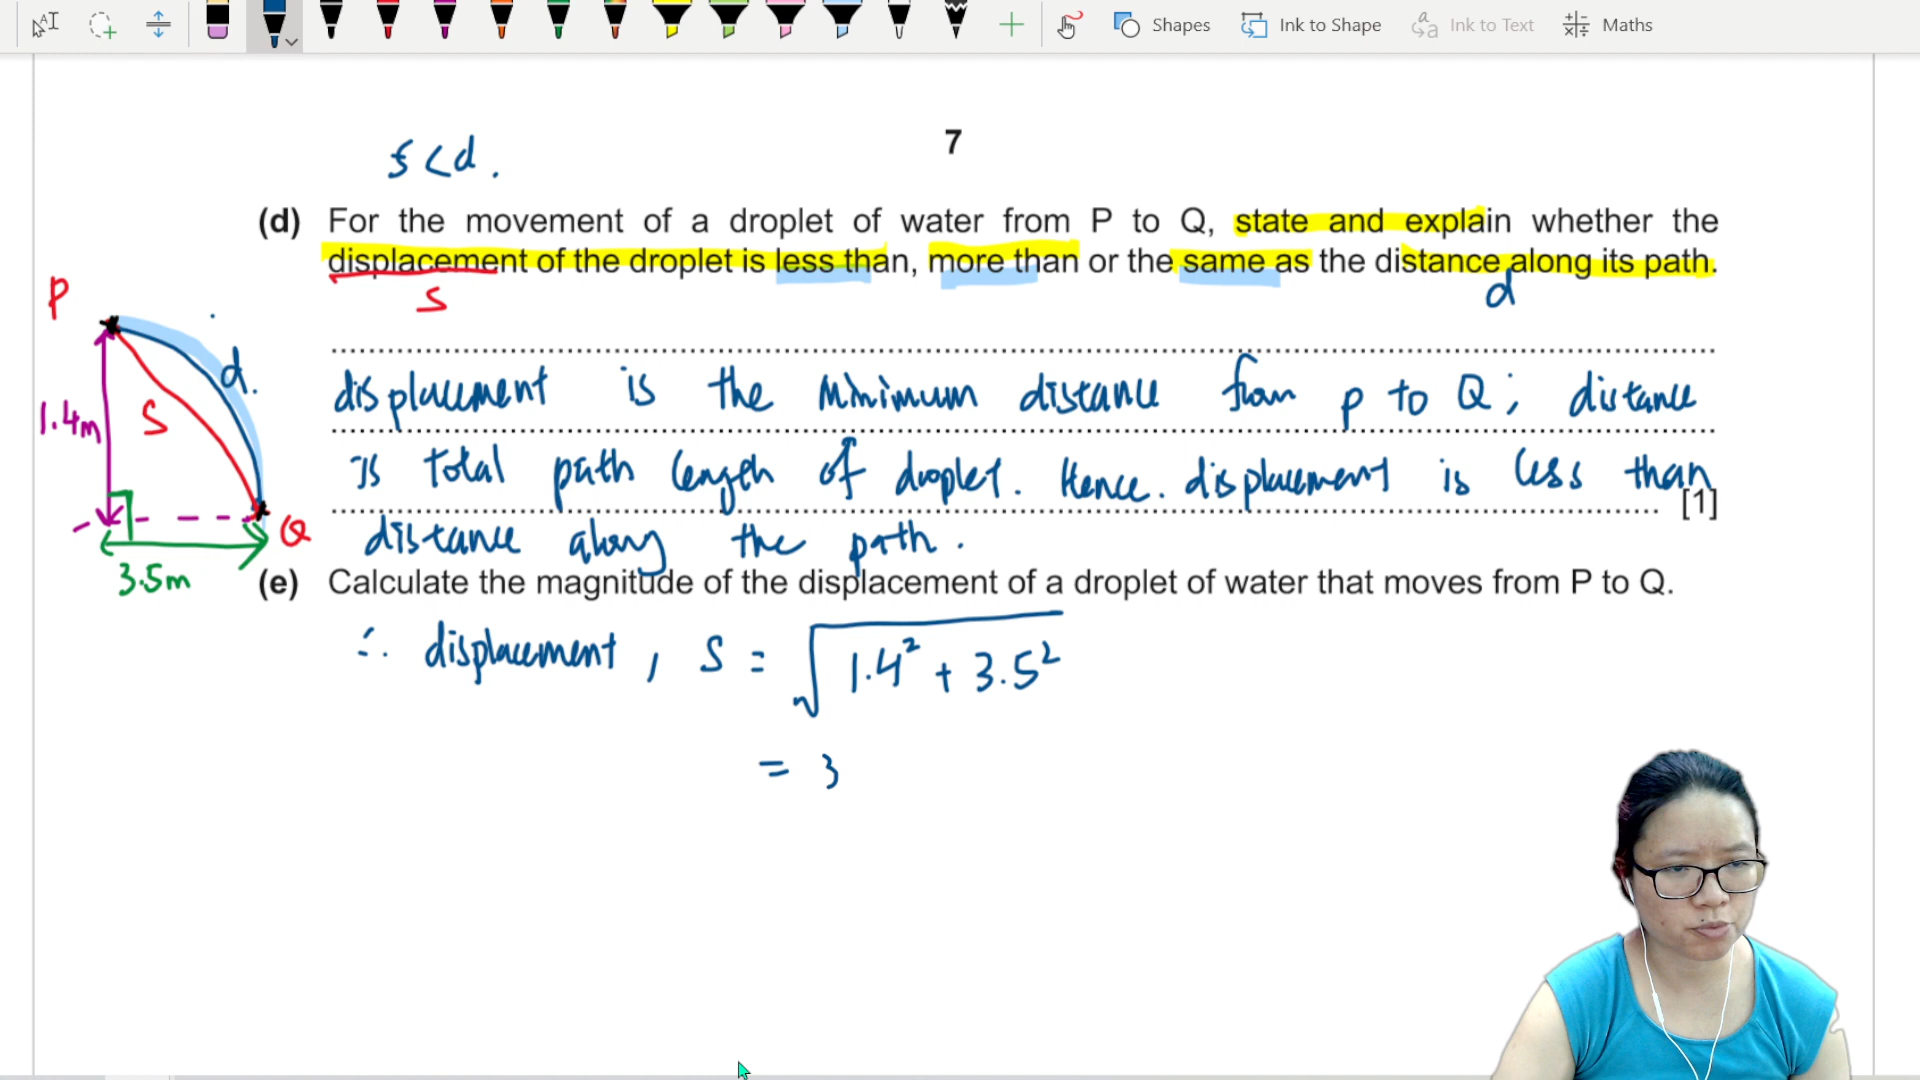 Shapes Ink to Shape Ink to Text Maths
7
s < d.
(d) For the movement of a droplet of water from P to Q, state and explain whether the
displacement of the droplet is less than, more than or the same as the distance along its path.
s
d
P
d.
1.4m
s
Q
3.5m
displacement is the minimum distance from P to Q; distance
is total path length of droplet. Hence. displacement is less than
[1]
distance along the path.
(e) Calculate the magnitude of the displacement of a droplet of water that moves from P to Q.
∴ displacement, s = √1.4² + 3.5²
= 3